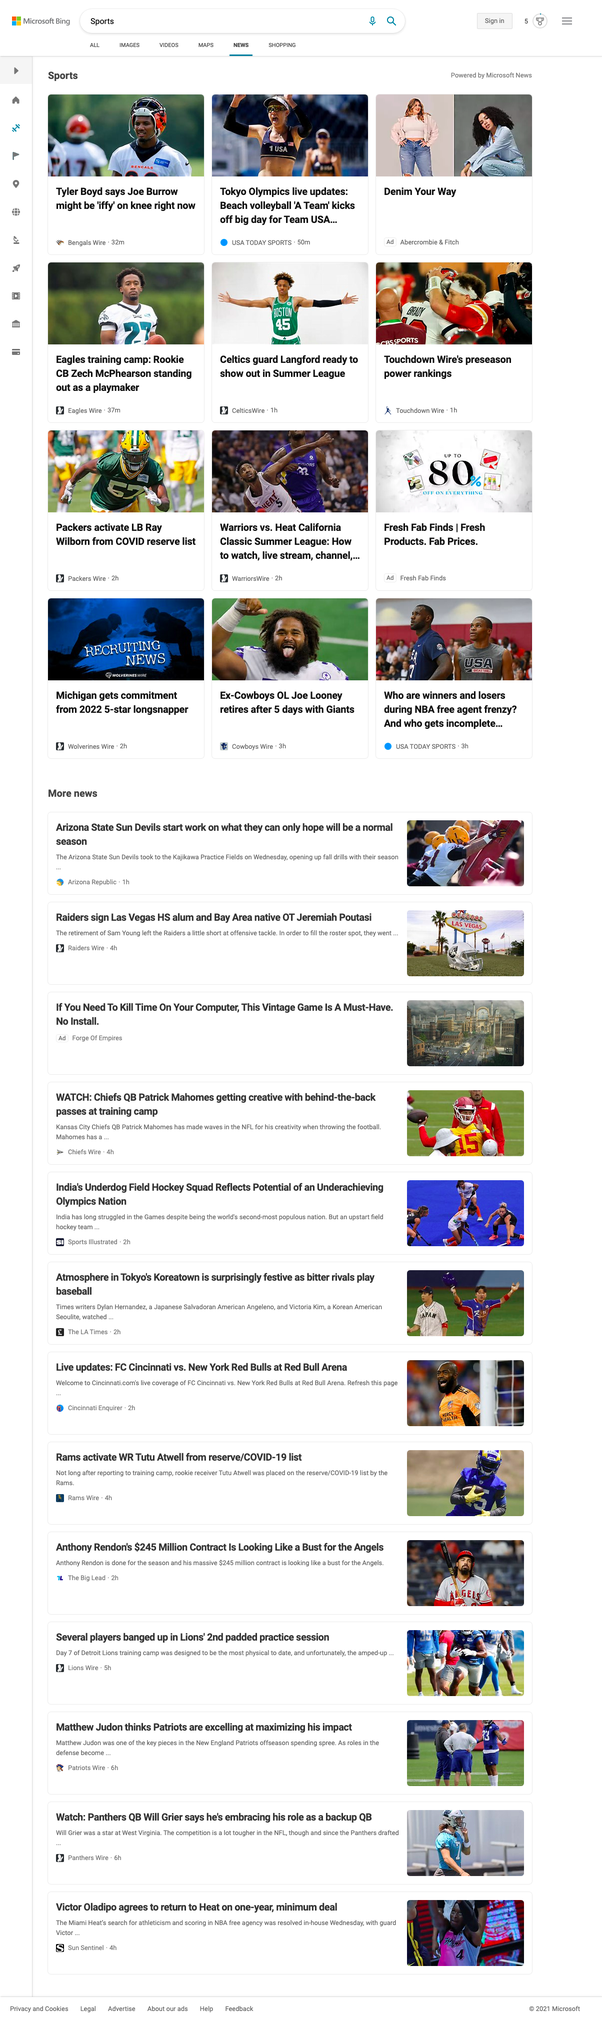 Microsoft Bing
Sports
Sign in
5
ALL IMAGES VIDEOS MAPS NEWS SHOPPING
Sports
Powered by Microsoft News
BENGALS
1 USA
Tyler Boyd says Joe Burrow
might be 'iffy' on knee right now
Bengals Wire · 32m
Tokyo Olympics live updates:
Beach volleyball 'A Team' kicks
off big day for Team USA...
USA TODAY SPORTS · 50m
Denim Your Way
Ad Abercrombie & Fitch
27
BOSTON
45
BRADY
CBS SPORTS
Eagles training camp: Rookie
CB Zech McPhearson standing
out as a playmaker
Eagles Wire · 37m
Celtics guard Langford ready to
show out in Summer League
CelticsWire · 1h
Touchdown Wire's preseason
power rankings
Touchdown Wire · 1h
57
HEAT
5
UP TO
80%
OFF ON EVERYTHING
Packers activate LB Ray
Wilborn from COVID reserve list
Packers Wire · 2h
Warriors vs. Heat California
Classic Summer League: How
to watch, live stream, channel,...
WarriorsWire · 2h
Fresh Fab Finds | Fresh
Products. Fab Prices.
Ad Fresh Fab Finds
RECRUITING
NEWS
WOLVERINES WIRE
USA
Michigan gets commitment
from 2022 5-star longsnapper
Wolverines Wire · 2h
Ex-Cowboys OL Joe Looney
retires after 5 days with Giants
Cowboys Wire · 3h
Who are winners and losers
during NBA free agent frenzy?
And who gets incomplete...
USA TODAY SPORTS · 3h
More news
Arizona State Sun Devils start work on what they can only hope will be a normal
season
The Arizona State Sun Devils took to the Kajikawa Practice Fields on Wednesday, opening up fall drills with their season
...
Arizona Republic · 1h
Raiders sign Las Vegas HS alum and Bay Area native OT Jeremiah Poutasi
The retirement of Sam Young left the Raiders a little short at offensive tackle. In order to fill the roster spot, they went ...
Raiders Wire · 4h
LAS VEGAS
If You Need To Kill Time On Your Computer, This Vintage Game Is A Must-Have.
No Install.
Ad Forge Of Empires
WATCH: Chiefs QB Patrick Mahomes getting creative with behind-the-back
passes at training camp
Kansas City Chiefs QB Patrick Mahomes has made waves in the NFL for his creativity when throwing the football.
Mahomes has a ...
Chiefs Wire · 4h
15
India's Underdog Field Hockey Squad Reflects Potential of an Underachieving
Olympics Nation
India has long struggled in the Games despite being the world's second-most populous nation. But an upstart field
hockey team ...
Sports Illustrated · 2h
Atmosphere in Tokyo's Koreatown is surprisingly festive as bitter rivals play
baseball
Times writers Dylan Hernandez, a Japanese Salvadoran American Angeleno, and Victoria Kim, a Korean American
Seoulite, watched ...
The LA Times · 2h
JAPAN
Live updates: FC Cincinnati vs. New York Red Bulls at Red Bull Arena
Welcome to Cincinnati.com's live coverage of FC Cincinnati vs. New York Red Bulls at Red Bull Arena. Refresh this page
...
Cincinnati Enquirer · 2h
Rams activate WR Tutu Atwell from reserve/COVID-19 list
Not long after reporting to training camp, rookie receiver Tutu Atwell was placed on the reserve/COVID-19 list by the
Rams.
Rams Wire · 4h
Anthony Rendon's $245 Million Contract Is Looking Like a Bust for the Angels
Anthony Rendon is done for the season and his massive $245 million contract is looking like a bust for the Angels.
The Big Lead · 2h
ANGELS
Several players banged up in Lions' 2nd padded practice session
Day 7 of Detroit Lions training camp was designed to be the most physical to date, and unfortunately, the amped-up ...
Lions Wire · 5h
Matthew Judon thinks Patriots are excelling at maximizing his impact
Matthew Judon was one of the key pieces in the New England Patriots offseason spending spree. As roles in the
defense become ...
Patriots Wire · 6h
Watch: Panthers QB Will Grier says he's embracing his role as a backup QB
Will Grier was a star at West Virginia. The competition is a lot tougher in the NFL, though and since the Panthers drafted
...
Panthers Wire · 6h
Victor Oladipo agrees to return to Heat on one-year, minimum deal
The Miami Heat's search for athleticism and scoring in NBA free agency was resolved in-house Wednesday, with guard
Victor ...
Sun Sentinel · 4h
4
Privacy and Cookies Legal Advertise About our ads Help Feedback
© 2021 Microsoft